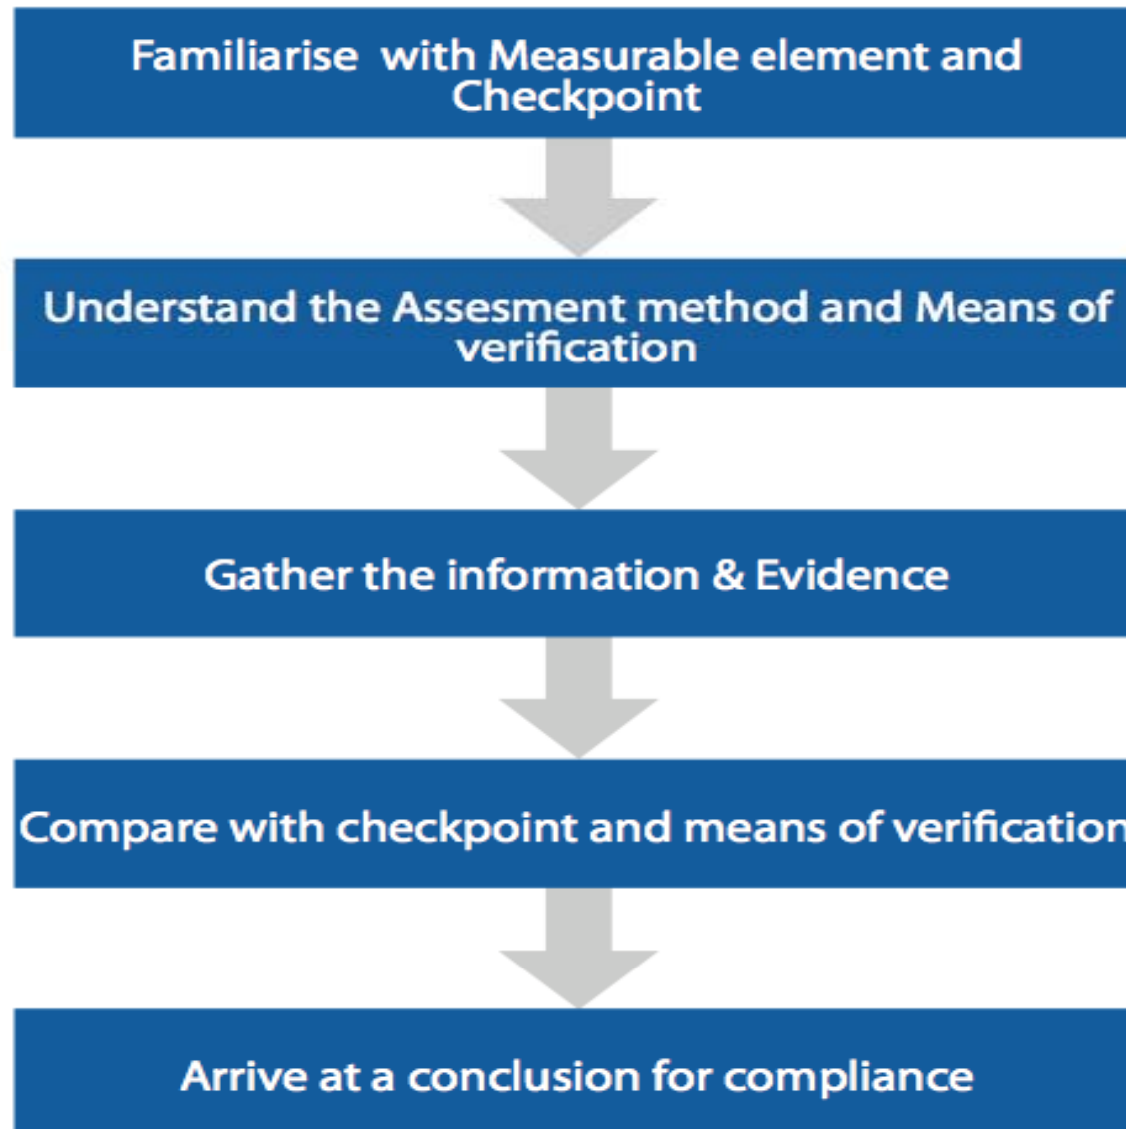 Familiarise with Measurable element and
Checkpoint
Understand the Assesment method and Means of
verification
Gather the information & Evidence
Compare with checkpoint and means of verification
Arrive at a conclusion for compliance